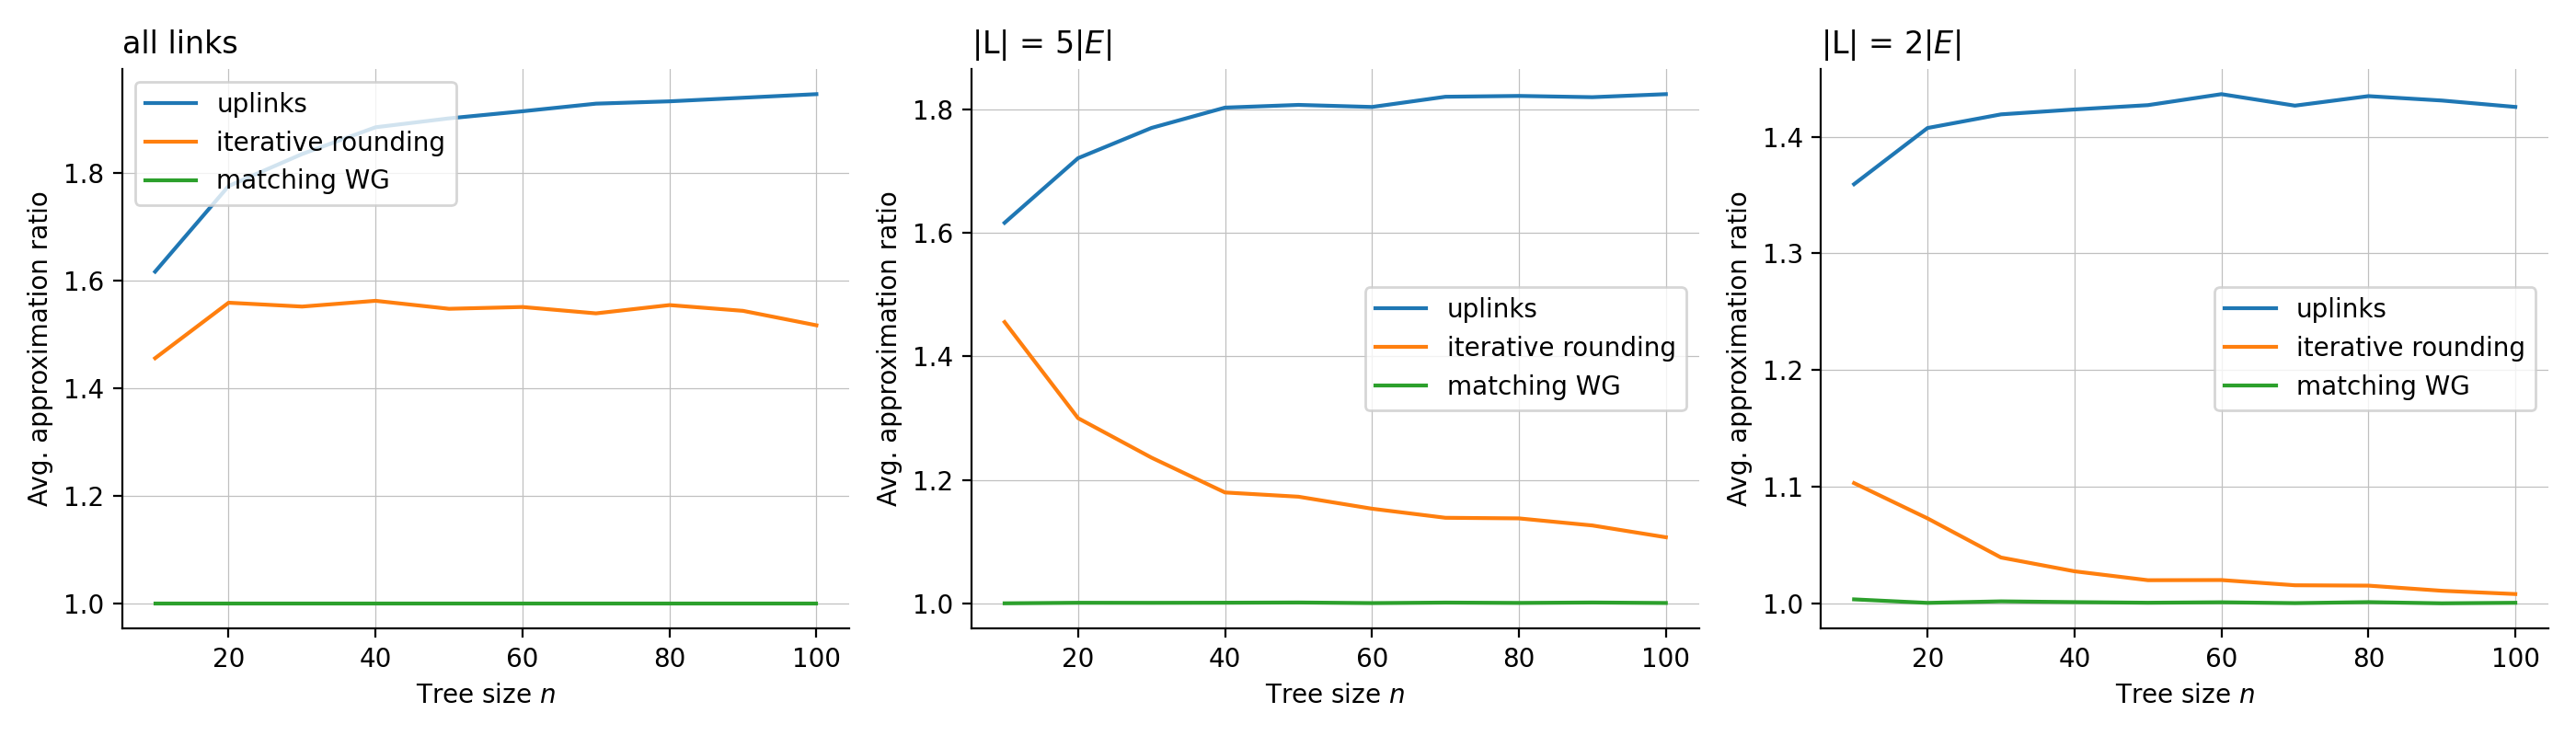 all links
uplinks
iterative rounding
matching WG
1.8
1.6
1.4
1.2
1.0
Avg. approximation ratio
20 40 60 80 100
Tree size n
|L| = 5|E|
1.8
1.6
1.4
1.2
1.0
Avg. approximation ratio
uplinks
iterative rounding
matching WG
20 40 60 80 100
Tree size n
|L| = 2|E|
1.4
1.3
1.2
1.1
1.0
Avg. approximation ratio
uplinks
iterative rounding
matching WG
20 40 60 80 100
Tree size n